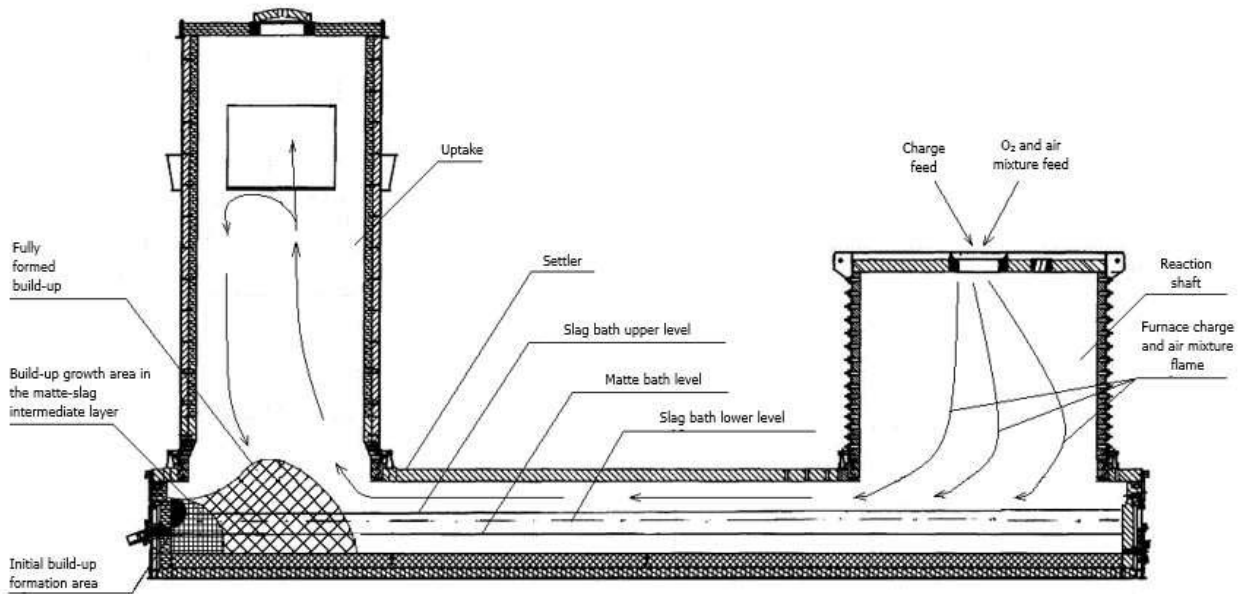 Charge
feed
O₂ and air
mixture feed
Uptake
Fully
formed
build-up
Settler
Reaction
shaft
Slag bath upper level
Furnace charge
and air mixture
flame
Build-up growth area in
the matte-slag
intermediate layer
Matte bath level
Slag bath lower level
Initial build-up
formation area